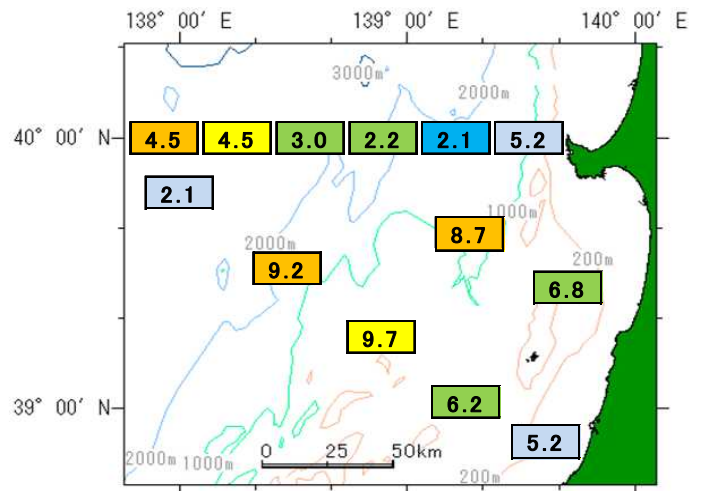 138° 00′ E 139° 00′ E 140° 00′ E
3000m
2000m
40° 00′ N
4.5 4.5 3.0 2.2 2.1 5.2
2.1
1000m
8.7
2000m
9.2
200m
6.8
9.7
39° 00′ N
6.2
5.2
0 25 50km
2000m 1000m
200m